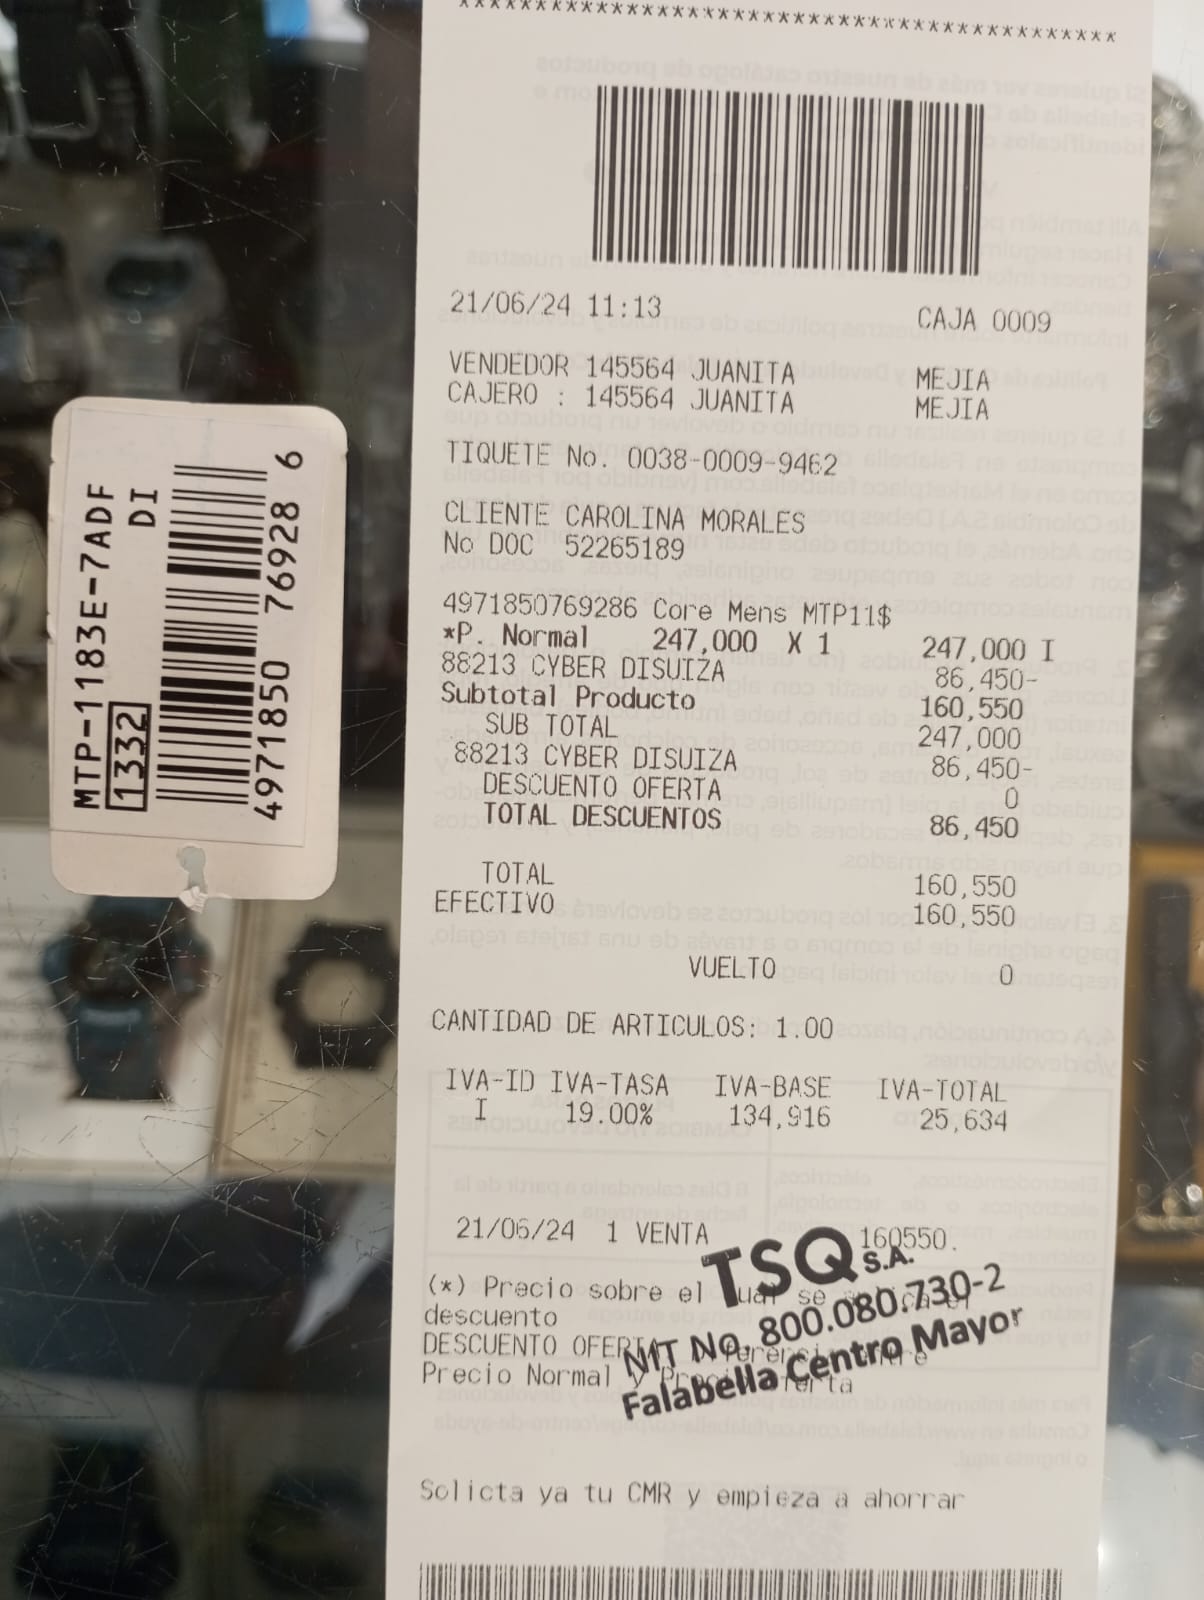 MTP-1183E-7ADF
DI
1332
4971850 76928 6
****************************************************
21/06/24 11:13 CAJA 0009
VENDEDOR 145564 JUANITA MEJIA
CAJERO : 145564 JUANITA MEJIA
TIQUETE No. 0038-0009-9462
CLIENTE CAROLINA MORALES
No DOC 52265189
4971850769286 Core Mens MTP11$
*P. Normal 247,000 X 1 247,000 I
88213 CYBER DISUIZA 86,450-
Subtotal Producto 160,550
SUB TOTAL 247,000
88213 CYBER DISUIZA 86,450-
DESCUENTO OFERTA 0
TOTAL DESCUENTOS 86,450
TOTAL 160,550
EFECTIVO 160,550
VUELTO 0
CANTIDAD DE ARTICULOS: 1.00
IVA-ID IVA-TASA IVA-BASE IVA-TOTAL
I 19.00% 134,916 25,634
21/06/24 1 VENTA 160550.
TSQ S.A.
NIT No. 800.080.730-2
Falabella Centro Mayor
(*) Precio sobre el se
descuento
DESCUENTO OFERTA
Precio Normal y
Solicta ya tu CMR y empieza a ahorrar